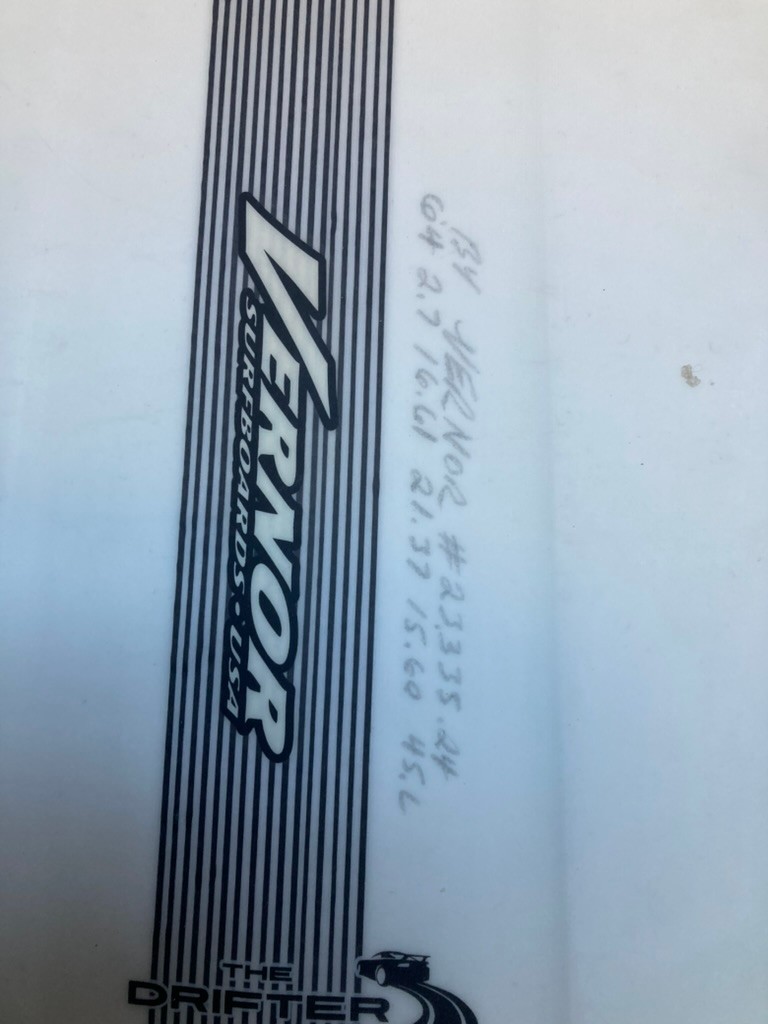 VERNOR
SURFBOARDS • USA
BY VERNOR #23335.24
6'4 2.7 16.61 21.37 15.60 45.L
THE
DRIFTER